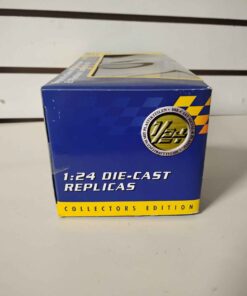 1/24
1:24 DIE-CAST
REPLICAS
COLLECTORS EDITION